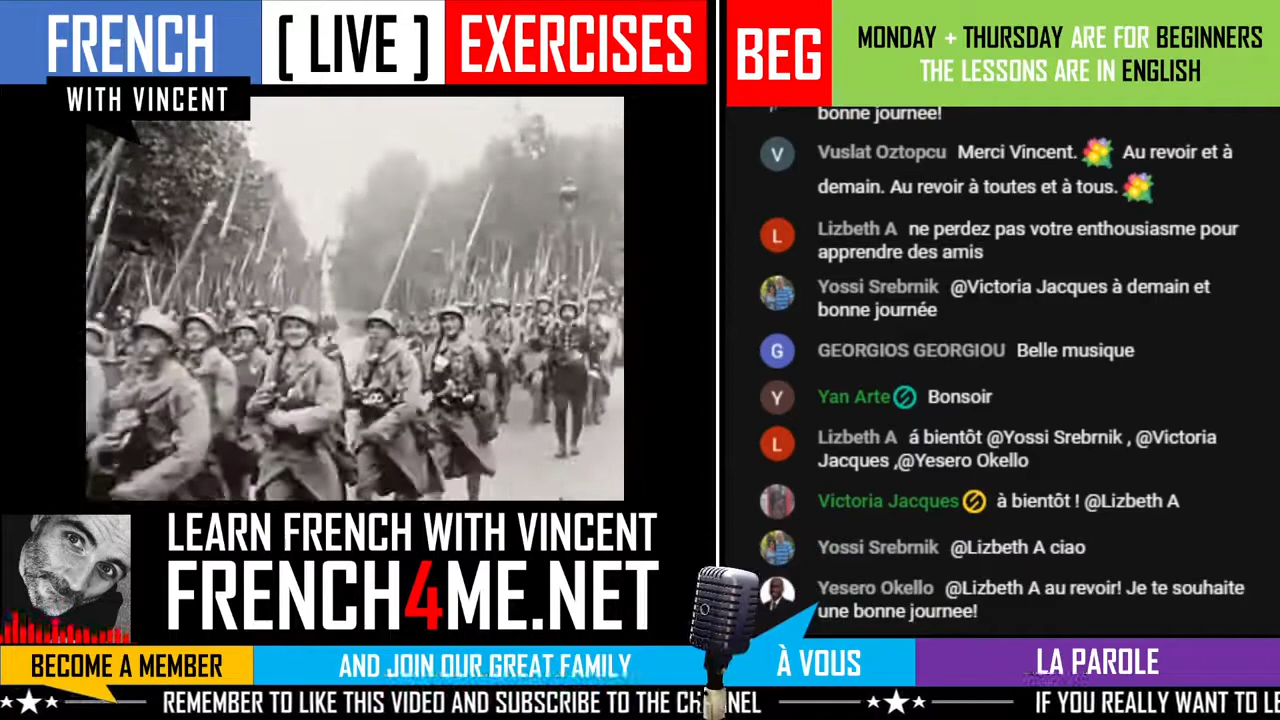 FRENCH [ LIVE ] EXERCISES
WITH VINCENT
BEG
MONDAY + THURSDAY ARE FOR BEGINNERS
THE LESSONS ARE IN ENGLISH
bonne journee!
V Vuslat Oztopcu Merci Vincent. Au revoir et à
demain. Au revoir à toutes et à tous.
L Lizbeth A ne perdez pas votre enthousiasme pour
apprendre des amis
Yossi Srebrnik @Victoria Jacques à demain et
bonne journée
G GEORGIOS GEORGIOU Belle musique
Y Yan Arte Bonsoir
L Lizbeth A á bientôt @Yossi Srebrnik , @Victoria
Jacques ,@Yesero Okello
Victoria Jacques à bientôt ! @Lizbeth A
Yossi Srebrnik @Lizbeth A ciao
Yesero Okello @Lizbeth A au revoir! Je te souhaite
une bonne journee!
LEARN FRENCH WITH VINCENT
FRENCH4ME.NET
BECOME A MEMBER
AND JOIN OUR GREAT FAMILY
À VOUS
LA PAROLE
REMEMBER TO LIKE THIS VIDEO AND SUBSCRIBE TO THE IF YOU REALLY WANT TO